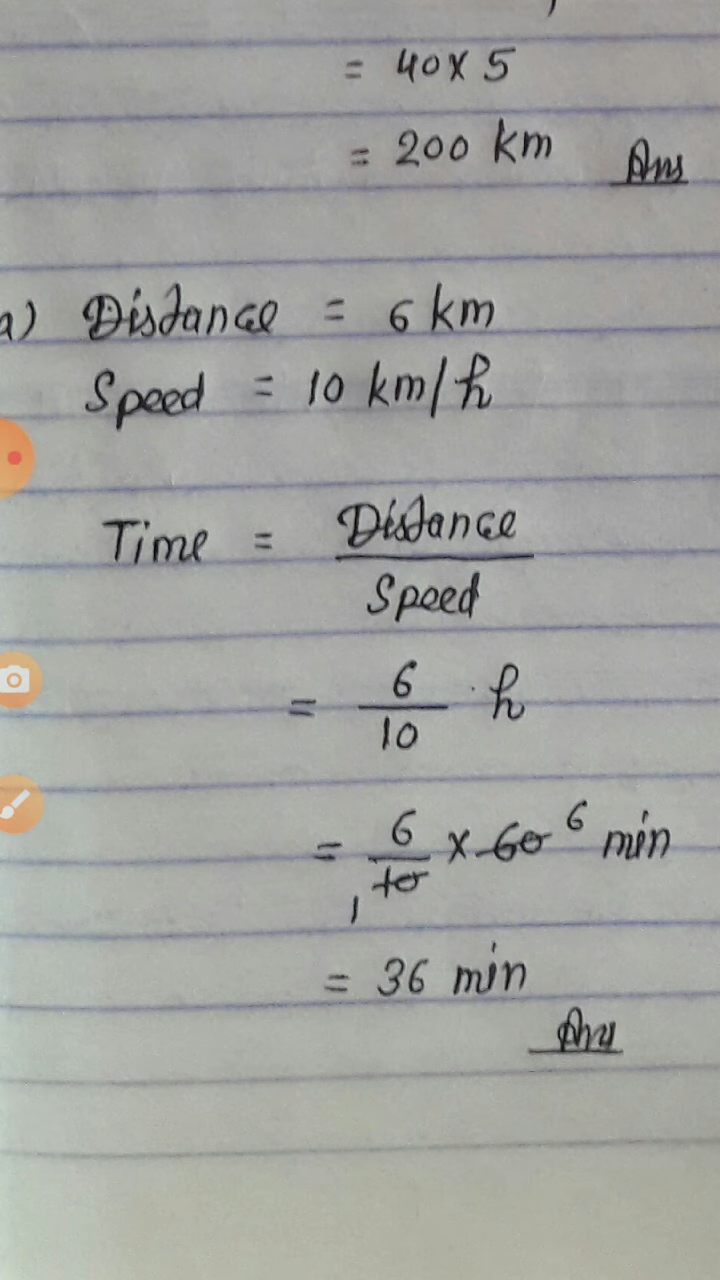 = 40 x 5
= 200 km Ans
a) Distance = 6 km
Speed = 10 km/h
Time = Distance
Speed
= 6/10 h
= 6/10 x 60 6 min
1
= 36 min
Ans